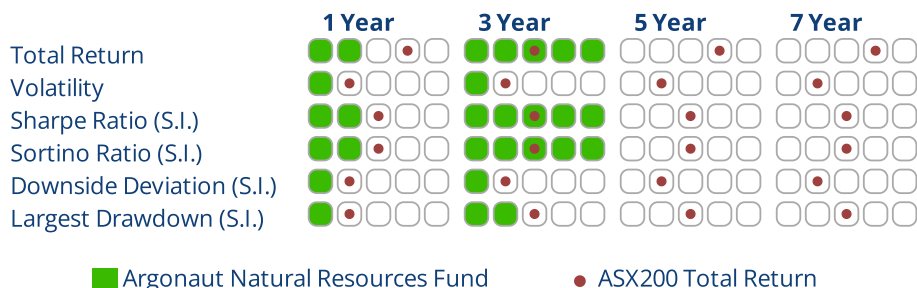 1 Year 3 Year 5 Year 7 Year
Total Return
Volatility
Sharpe Ratio (S.I.)
Sortino Ratio (S.I.)
Downside Deviation (S.I.)
Largest Drawdown (S.I.)
Argonaut Natural Resources Fund ASX200 Total Return